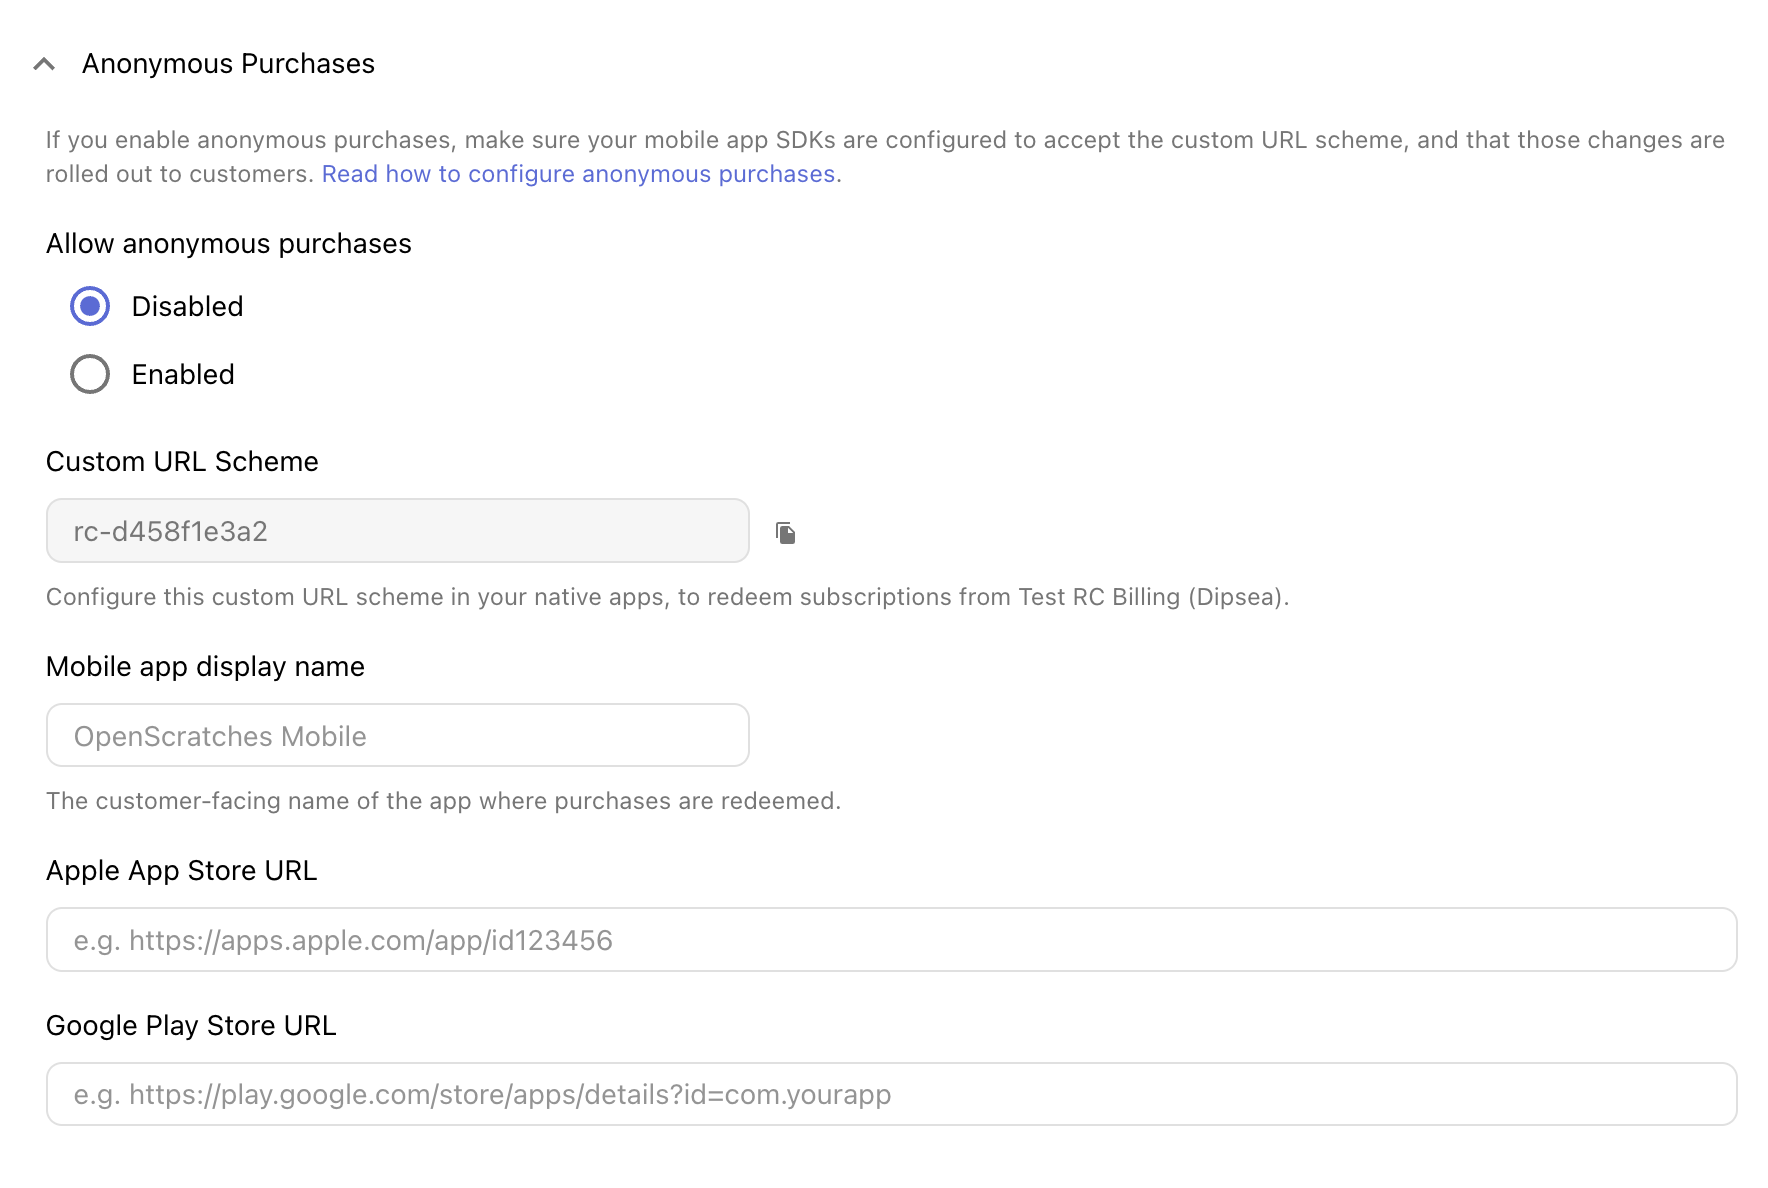 Anonymous Purchases
If you enable anonymous purchases, make sure your mobile app SDKs are configured to accept the custom URL scheme, and that those changes are
rolled out to customers. Read how to configure anonymous purchases.
Allow anonymous purchases
Disabled
Enabled
Custom URL Scheme
rc-d458f1e3a2
Configure this custom URL scheme in your native apps, to redeem subscriptions from Test RC Billing (Dipsea).
Mobile app display name
OpenScratches Mobile
The customer-facing name of the app where purchases are redeemed.
Apple App Store URL
e.g. https://apps.apple.com/app/id123456
Google Play Store URL
e.g. https://play.google.com/store/apps/details?id=com.yourapp